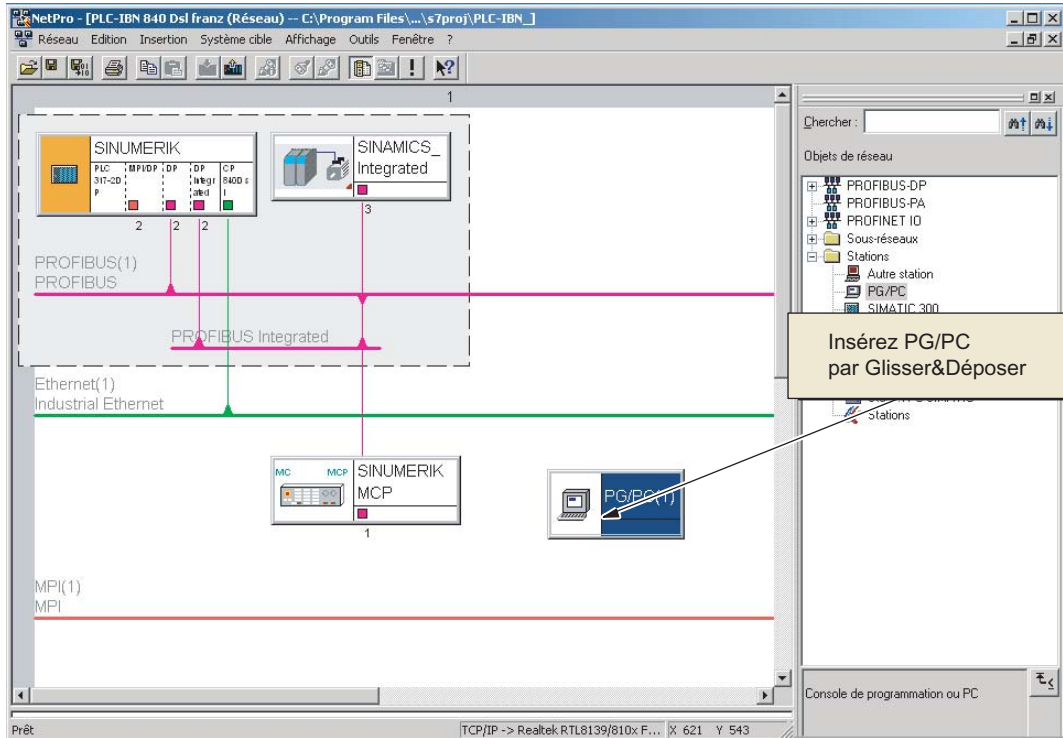 NetPro - [PLC-IBN 840 Dsl franz (Réseau) -- C:\Program Files\...\s7proj\PLC-IBN_]
Réseau Edition Insertion Système cible Affichage Outils Fenêtre ?
1
SINUMERIK
PLC 317-2D P
MPI/DP
DP
DP Integr ated
CP 840D s l
2
2
2
SINAMICS_
Integrated
3
PROFIBUS(1)
PROFIBUS
PROFIBUS Integrated
Ethernet(1)
Industrial Ethernet
MC
MCP
SINUMERIK
MCP
1
PG/PC(1)
MPI(1)
MPI
Chercher :
Objets de réseau
PROFIBUS-DP
PROFIBUS-PA
PROFINET IO
Sous-réseaux
Stations
Autre station
PG/PC
SIMATIC 300
Insérez PG/PC
par Glisser&Déposer
Stations
Console de programmation ou PC
Prêt
TCP/IP -> Realtek RTL8139/810x F...
X 621 Y 543